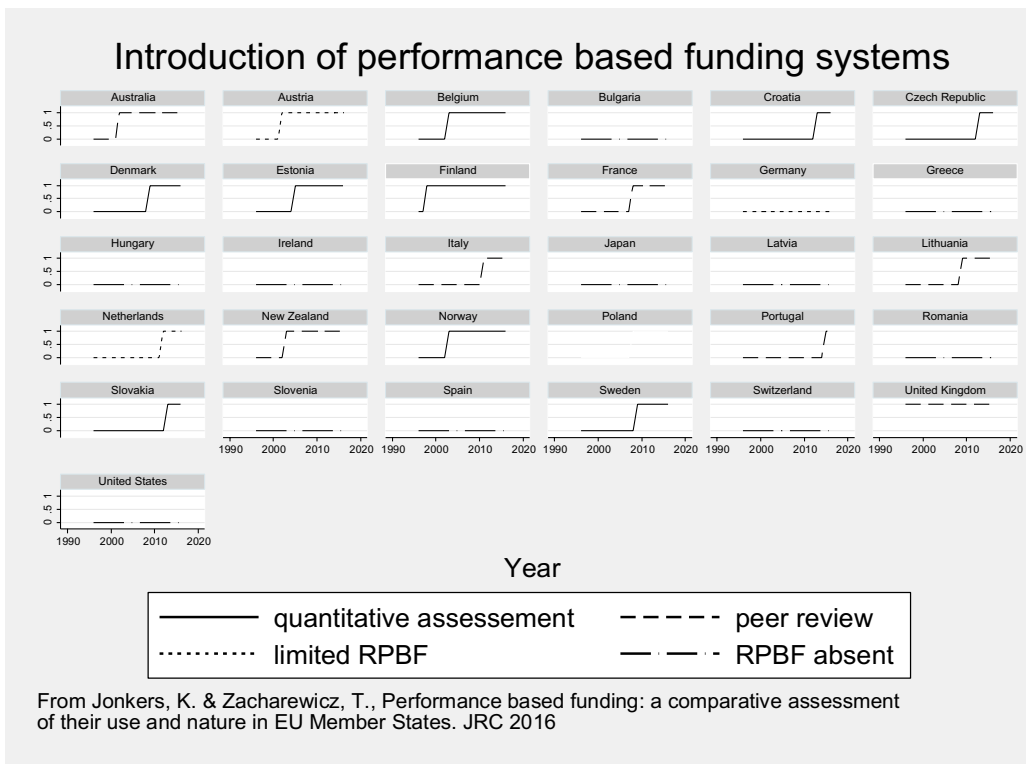 Introduction of performance based funding systems
Australia Austria Belgium Bulgaria Croatia Czech Republic
0 .5 1
Denmark Estonia Finland France Germany Greece
0 .5 1
Hungary Ireland Italy Japan Latvia Lithuania
0 .5 1
Netherlands New Zealand Norway Poland Portugal Romania
0 .5 1
Slovakia Slovenia Spain Sweden Switzerland United Kingdom
0 .5 1
1990 2000 2010 2020 1990 2000 2010 2020 1990 2000 2010 2020 1990 2000 2010 2020 1990 2000 2010 2020
United States
0 .5 1
1990 2000 2010 2020
Year
quantitative assessement peer review
limited RPBF RPBF absent
From Jonkers, K. & Zacharewicz, T., Performance based funding: a comparative assessment
of their use and nature in EU Member States. JRC 2016